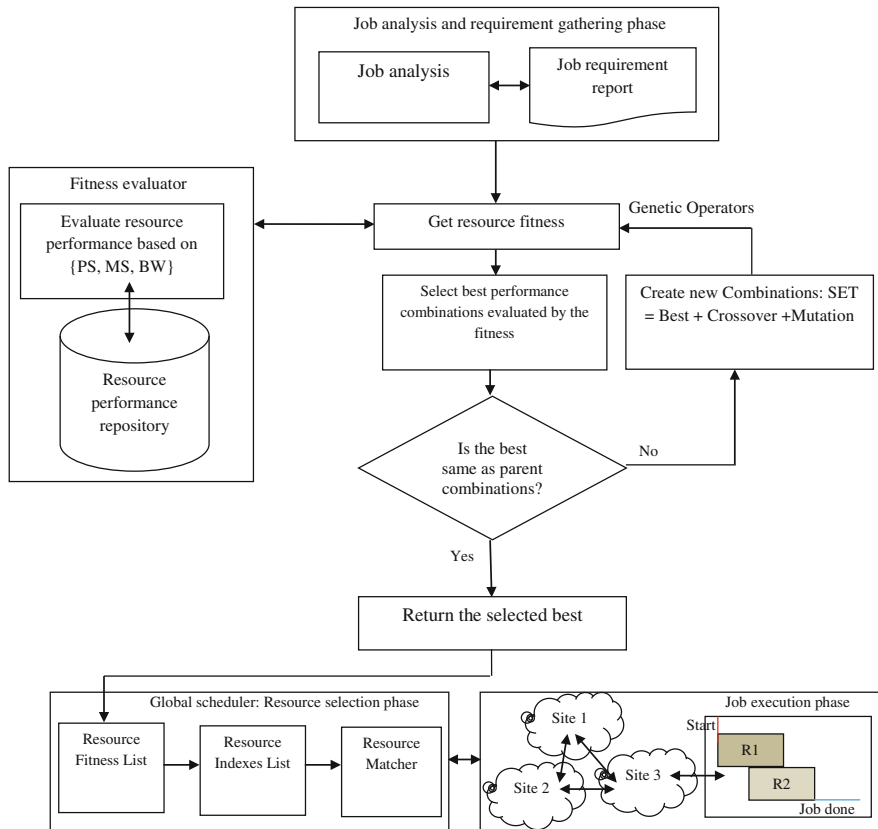 Job analysis and requirement gathering phase
Job analysis
Job requirement
report
Fitness evaluator
Evaluate resource
performance based on
{PS, MS, BW}
Resource
performance
repository
Get resource fitness
Genetic Operators
Select best performance
combinations evaluated by the
fitness
Create new Combinations: SET
= Best + Crossover +Mutation
Is the best
same as parent
combinations?
No
Yes
Return the selected best
Global scheduler: Resource selection phase
Resource
Fitness List
Resource
Indexes List
Resource
Matcher
Job execution phase
Site 1
Site 2
Site 3
Start
R1
R2
Job done